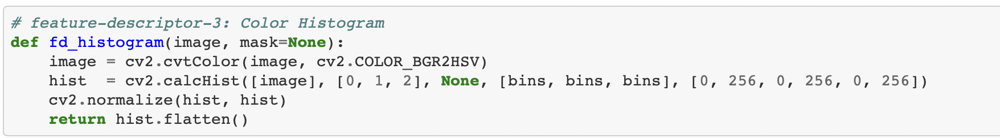 # feature-descriptor-3: Color Histogram
def fd_histogram(image, mask=None):
    image = cv2.cvtColor(image, cv2.COLOR_BGR2HSV)
    hist  = cv2.calcHist([image], [0, 1, 2], None, [bins, bins, bins], [0, 256, 0, 256, 0, 256])
    cv2.normalize(hist, hist)
    return hist.flatten()